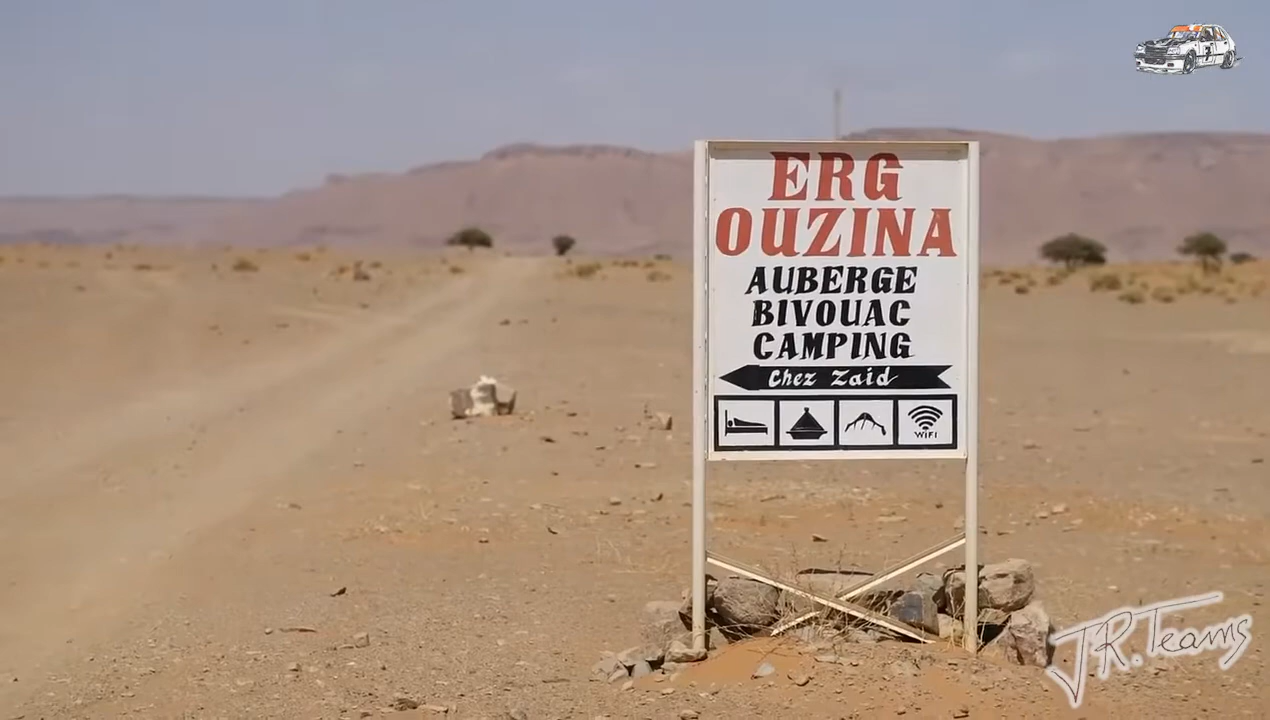 ERG
OUZINA
AUBERGE
BIVOUAC
CAMPING
Chez Zaid
WIFI
J.R. Teams